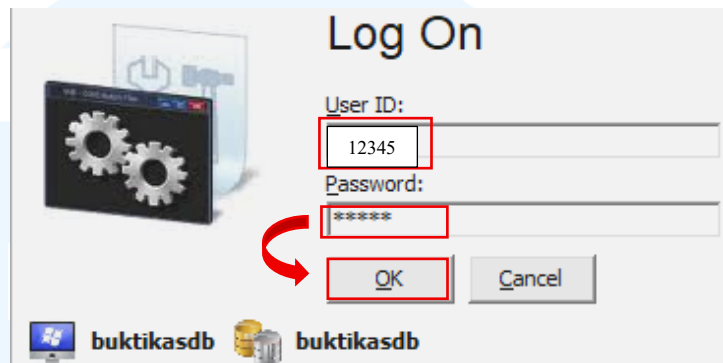 Log On
User ID:
12345
Password:
*****
OK Cancel
buktikasdb buktikasdb